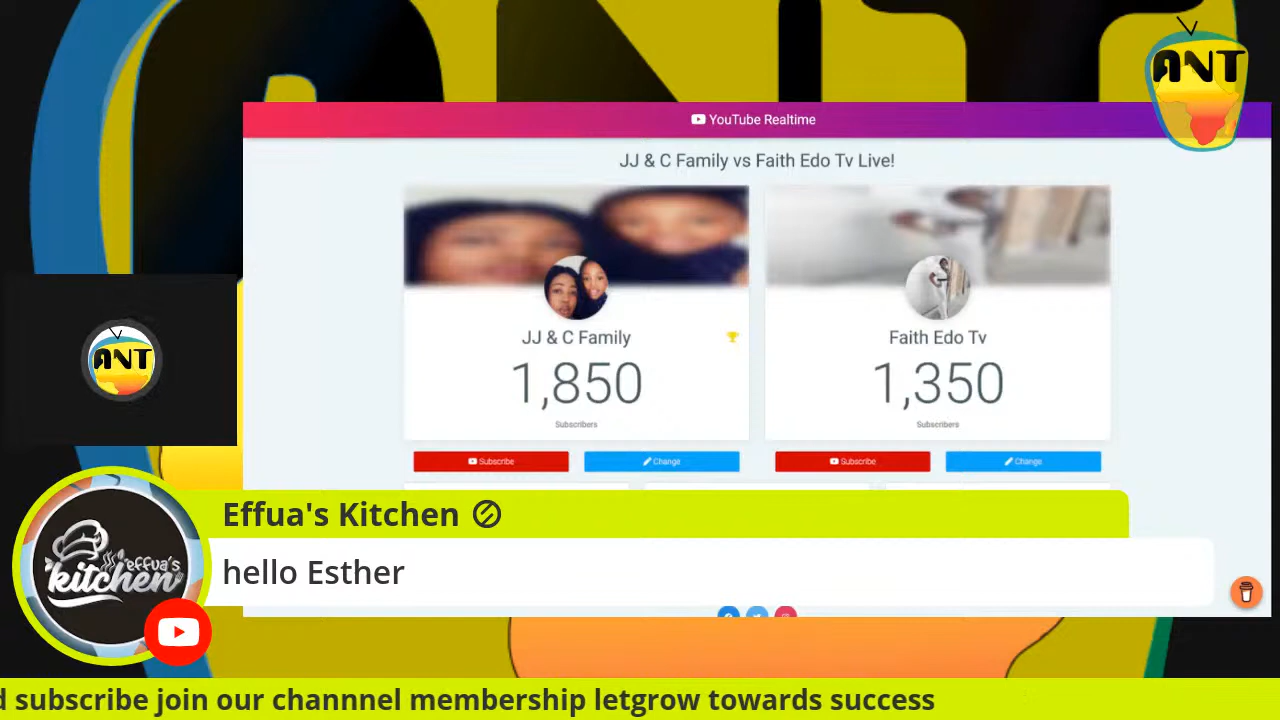 ANT
YouTube Realtime
JJ & C Family vs Faith Edo Tv Live!
JJ & C Family
1,850
Subscribers
Subscribe
Change
Faith Edo Tv
1,350
Subscribers
Subscribe
Change
ANT
effua's
kitchen
Effua's Kitchen
hello Esther
d subscribe join our channnel membership letgrow towards success